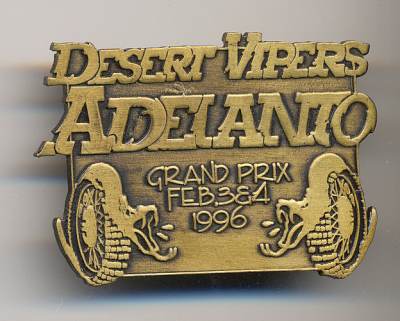 DESERT VIPERS
ADELANTO
GRAND PRIX
FEB. 3&4
1996